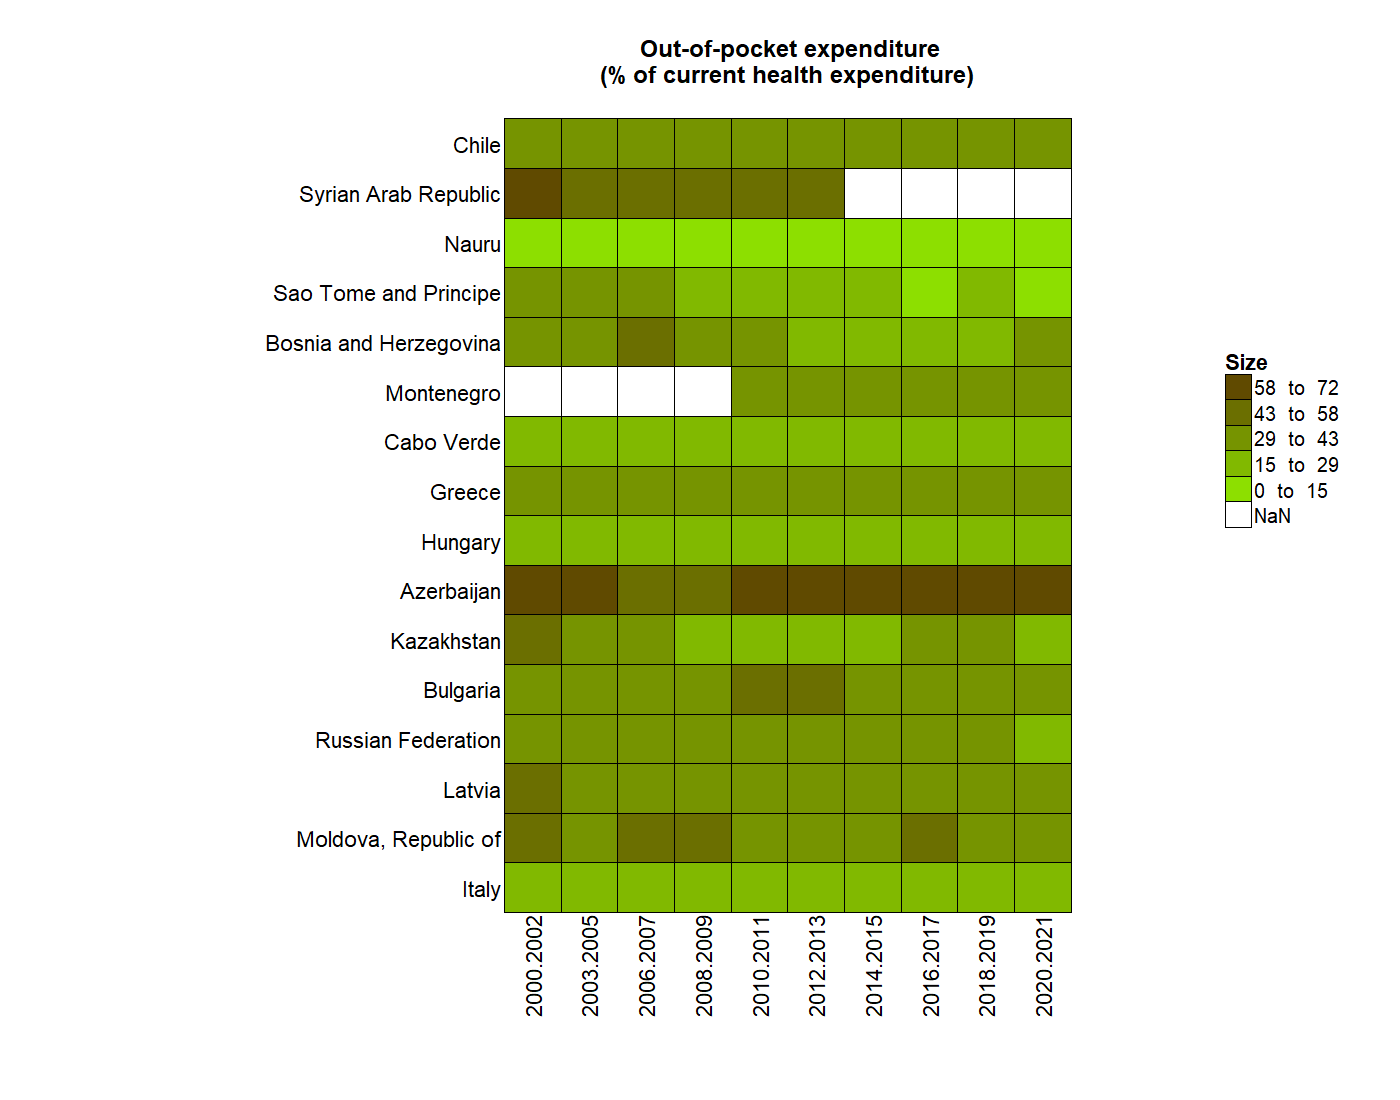 Out-of-pocket expenditure
(% of current health expenditure)
Chile
Syrian Arab Republic
Nauru
Sao Tome and Principe
Bosnia and Herzegovina
Montenegro
Cabo Verde
Greece
Hungary
Azerbaijan
Kazakhstan
Bulgaria
Russian Federation
Latvia
Moldova, Republic of
Italy
2000.2002
2003.2005
2006.2007
2008.2009
2010.2011
2012.2013
2014.2015
2016.2017
2018.2019
2020.2021
Size
58 to 72
43 to 58
29 to 43
15 to 29
0 to 15
NaN